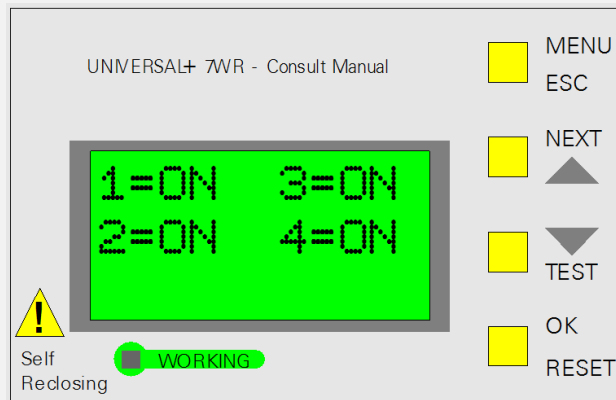 UNIVERSAL+ 7WR - Consult Manual
1=ON 3=ON
2=ON 4=ON
MENU
ESC
NEXT
TEST
OK
RESET
Self
Reclosing
WORKING